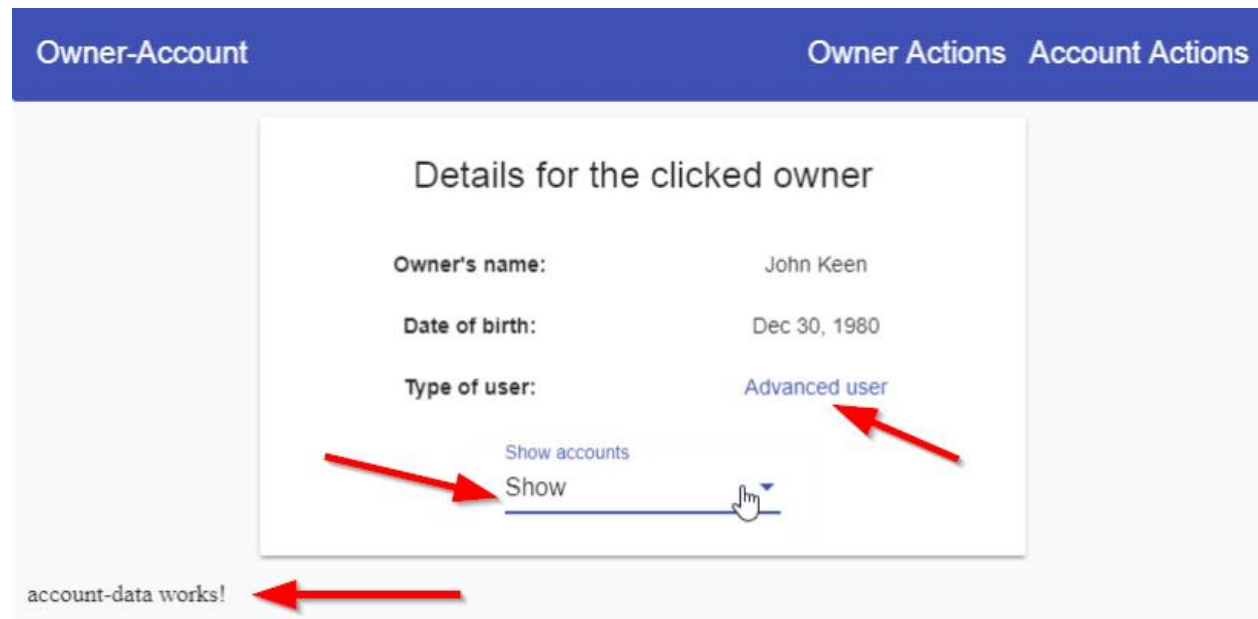 Owner-Account Owner Actions Account Actions
Details for the clicked owner
Owner's name: John Keen
Date of birth: Dec 30, 1980
Type of user: Advanced user
Show accounts
Show
account-data works!